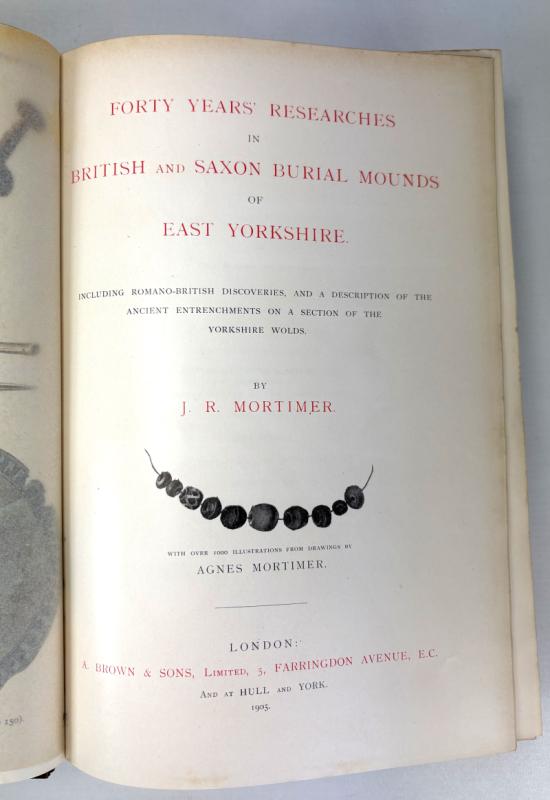 FORTY YEARS' RESEARCHES
IN
BRITISH AND SAXON BURIAL MOUNDS
OF
EAST YORKSHIRE.
INCLUDING ROMANO-BRITISH DISCOVERIES, AND A DESCRIPTION OF THE
ANCIENT ENTRENCHMENTS ON A SECTION OF THE
YORKSHIRE WOLDS.
BY
J. R. MORTIMER.
WITH OVER 1000 ILLUSTRATIONS FROM DRAWINGS BY
AGNES MORTIMER.
LONDON:
A. BROWN & SONS, LIMITED, 5, FARRINGDON AVENUE, E.C.
AND AT HULL AND YORK.
1905.
150).